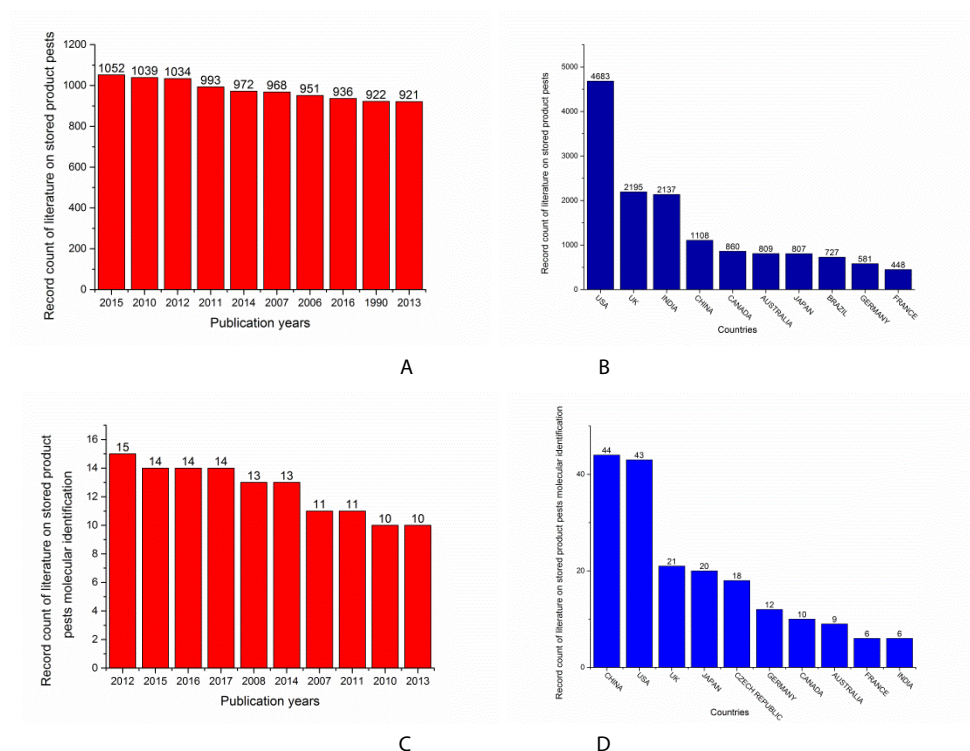 Record count of literature on stored product pests
1200
1000
800
600
400
200
0
1052
1039
1034
993
972
968
951
936
922
921
2015 2010 2012 2011 2014 2007 2006 2016 1990 2013
Publication years
A
Record count of literature on stored product pests
5000
4000
3000
2000
1000
0
4683
2195
2137
1108
860
809
807
727
581
448
USA
UK
INDIA
CHINA
CANADA
AUSTRALIA
JAPAN
BRAZIL
GERMANY
FRANCE
Countries
B
Record count of literature on stored product
pests molecular identification
16
14
12
10
8
6
4
2
0
15
14
14
14
13
13
11
11
10
10
2012 2015 2016 2017 2008 2014 2007 2011 2010 2013
Publication years
C
Record count of literature on stored product pests molecular identification
40
20
0
44
43
21
20
18
12
10
9
6
6
CHINA
USA
UK
JAPAN
CZECH REPUBLIC
GERMANY
CANADA
AUSTRALIA
FRANCE
INDIA
Countries
D